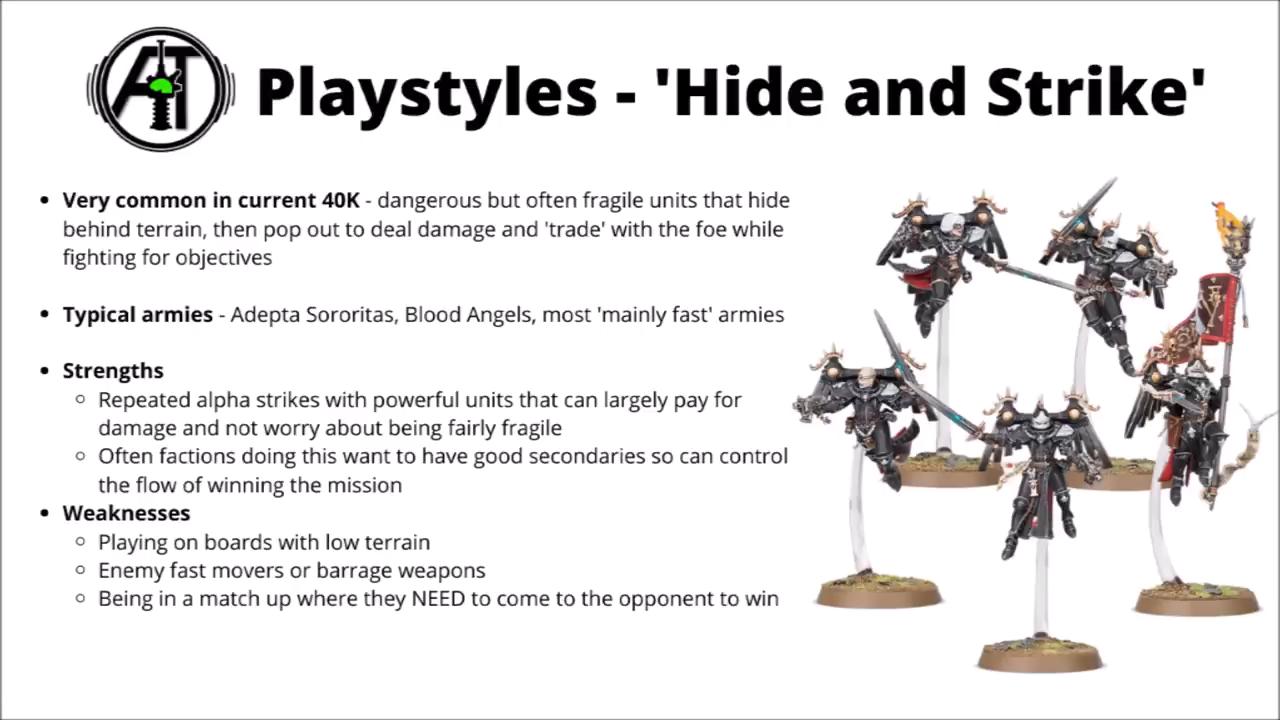 AT
Playstyles - 'Hide and Strike'
• Very common in current 40K - dangerous but often fragile units that hide
behind terrain, then pop out to deal damage and 'trade' with the foe while
fighting for objectives
• Typical armies - Adepta Sororitas, Blood Angels, most 'mainly fast' armies
• Strengths
○ Repeated alpha strikes with powerful units that can largely pay for
damage and not worry about being fairly fragile
○ Often factions doing this want to have good secondaries so can control
the flow of winning the mission
• Weaknesses
○ Playing on boards with low terrain
○ Enemy fast movers or barrage weapons
○ Being in a match up where they NEED to come to the opponent to win